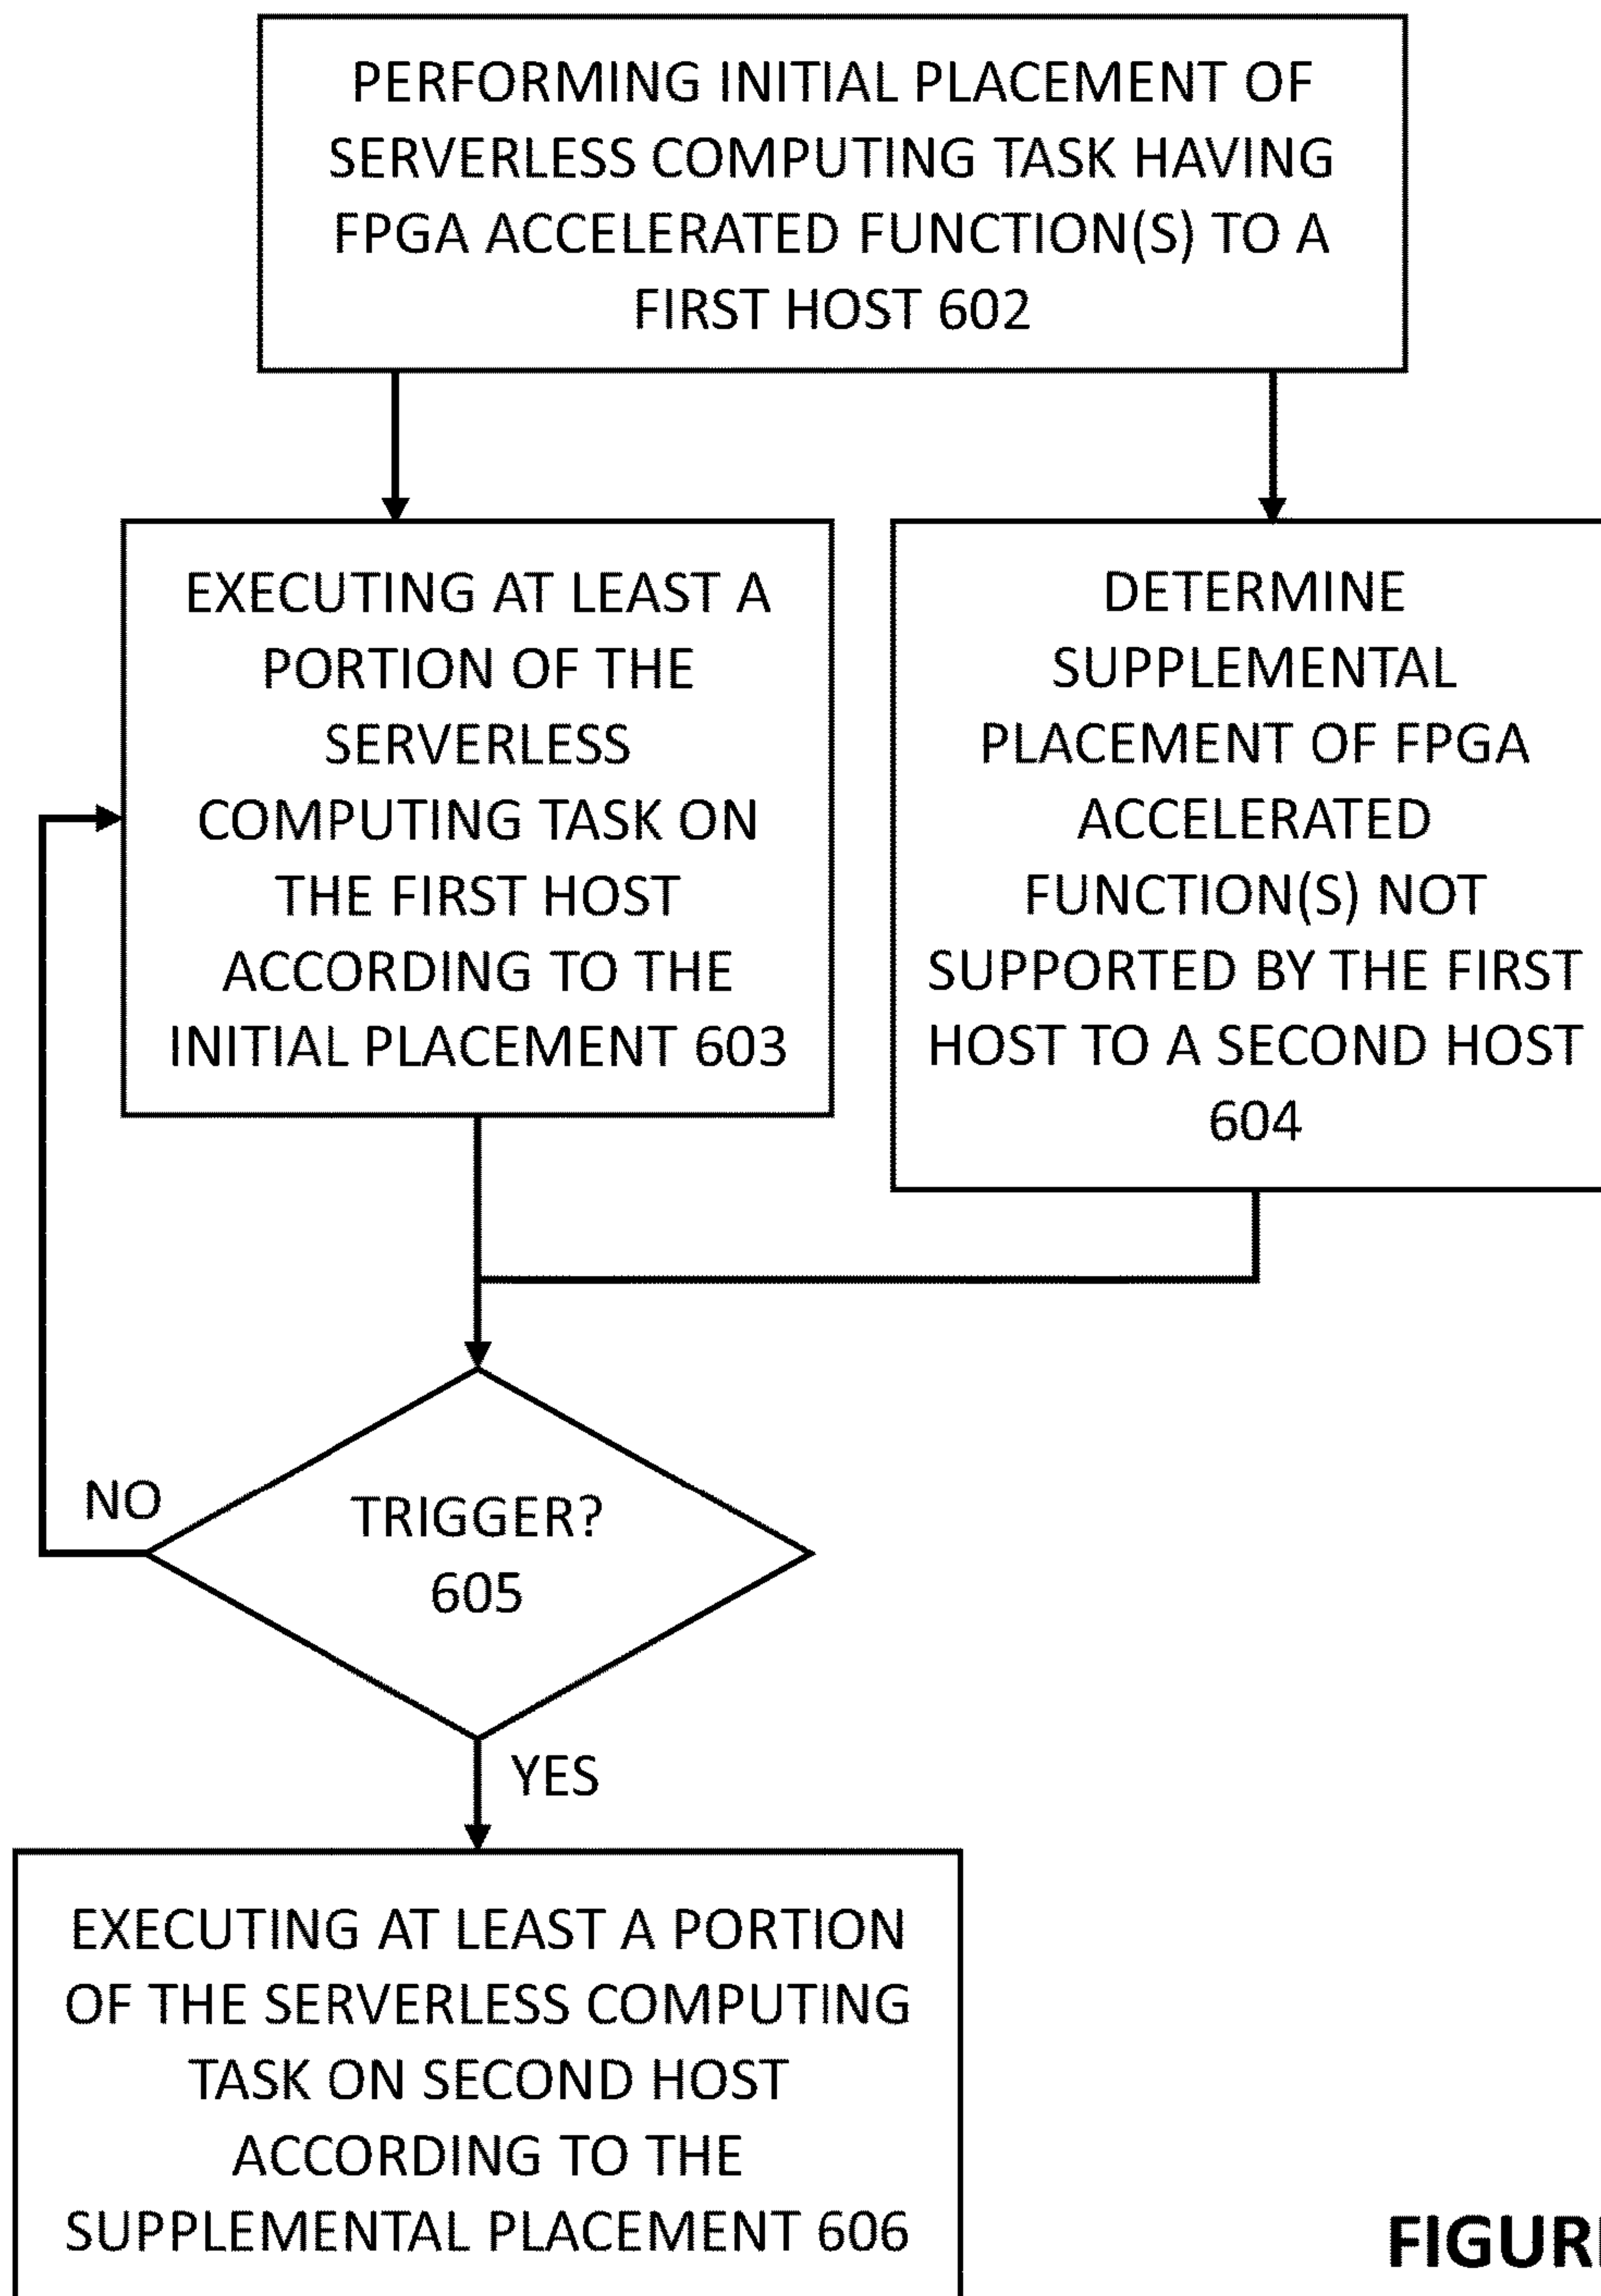 PERFORMING INITIAL PLACEMENT OF
SERVERLESS COMPUTING TASK HAVING
FPGA ACCELERATED FUNCTION(S) TO A
FIRST HOST 602
EXECUTING AT LEAST A
PORTION OF THE
SERVERLESS
COMPUTING TASK ON
THE FIRST HOST
ACCORDING TO THE
INITIAL PLACEMENT 603
DETERMINE
SUPPLEMENTAL
PLACEMENT OF FPGA
ACCELERATED
FUNCTION(S) NOT
SUPPORTED BY THE FIRST
HOST TO A SECOND HOST
604
NO
TRIGGER?
605
YES
EXECUTING AT LEAST A PORTION
OF THE SERVERLESS COMPUTING
TASK ON SECOND HOST
ACCORDING TO THE
SUPPLEMENTAL PLACEMENT 606